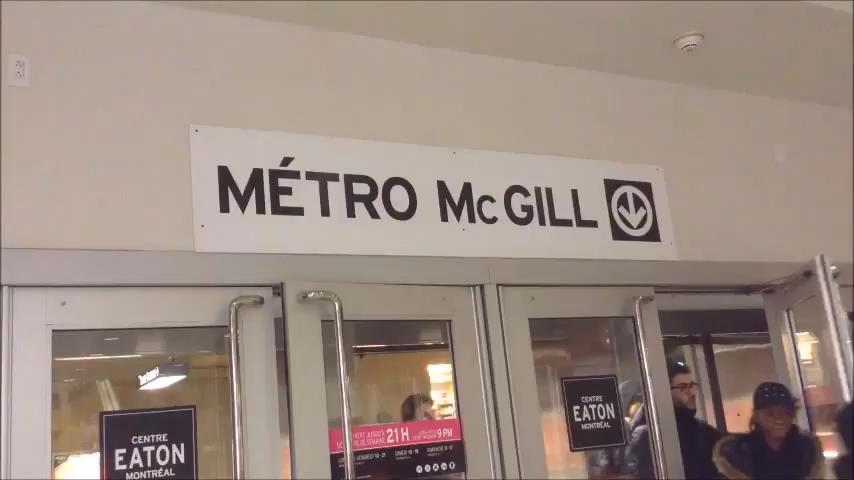 MÉTRO McGILL
CENTRE
EATON
MONTRÉAL
21 H
9 PM
CENTRE
EATON
MONTRÉAL